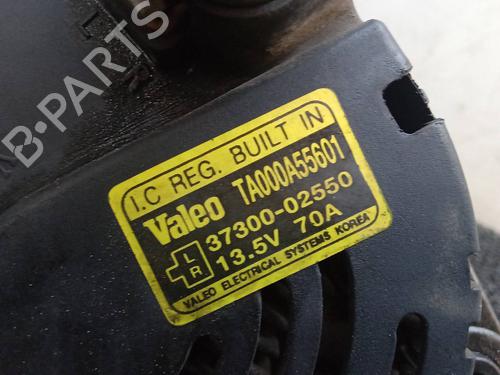 B-PARTS
I.C REG. BUILT IN
Valeo TA000A55601
37300-02550
L
R
13.5V 70A
VALEO ELECTRICAL SYSTEMS KOREA
L